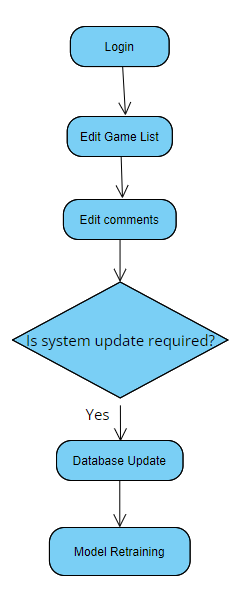 Login
Edit Game List
Edit comments
Is system update required?
Yes
Database Update
Model Retraining